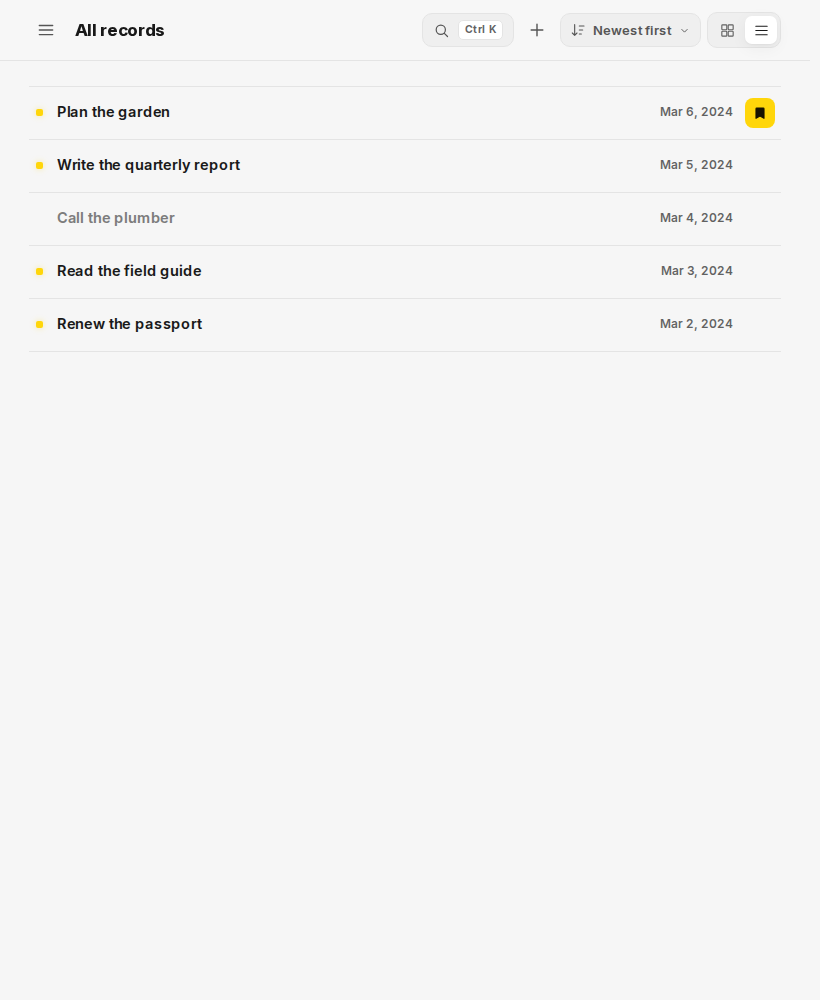 All records
Ctrl K
Newest first
Plan the garden Mar 6, 2024
Write the quarterly report Mar 5, 2024
Call the plumber Mar 4, 2024
Read the field guide Mar 3, 2024
Renew the passport Mar 2, 2024